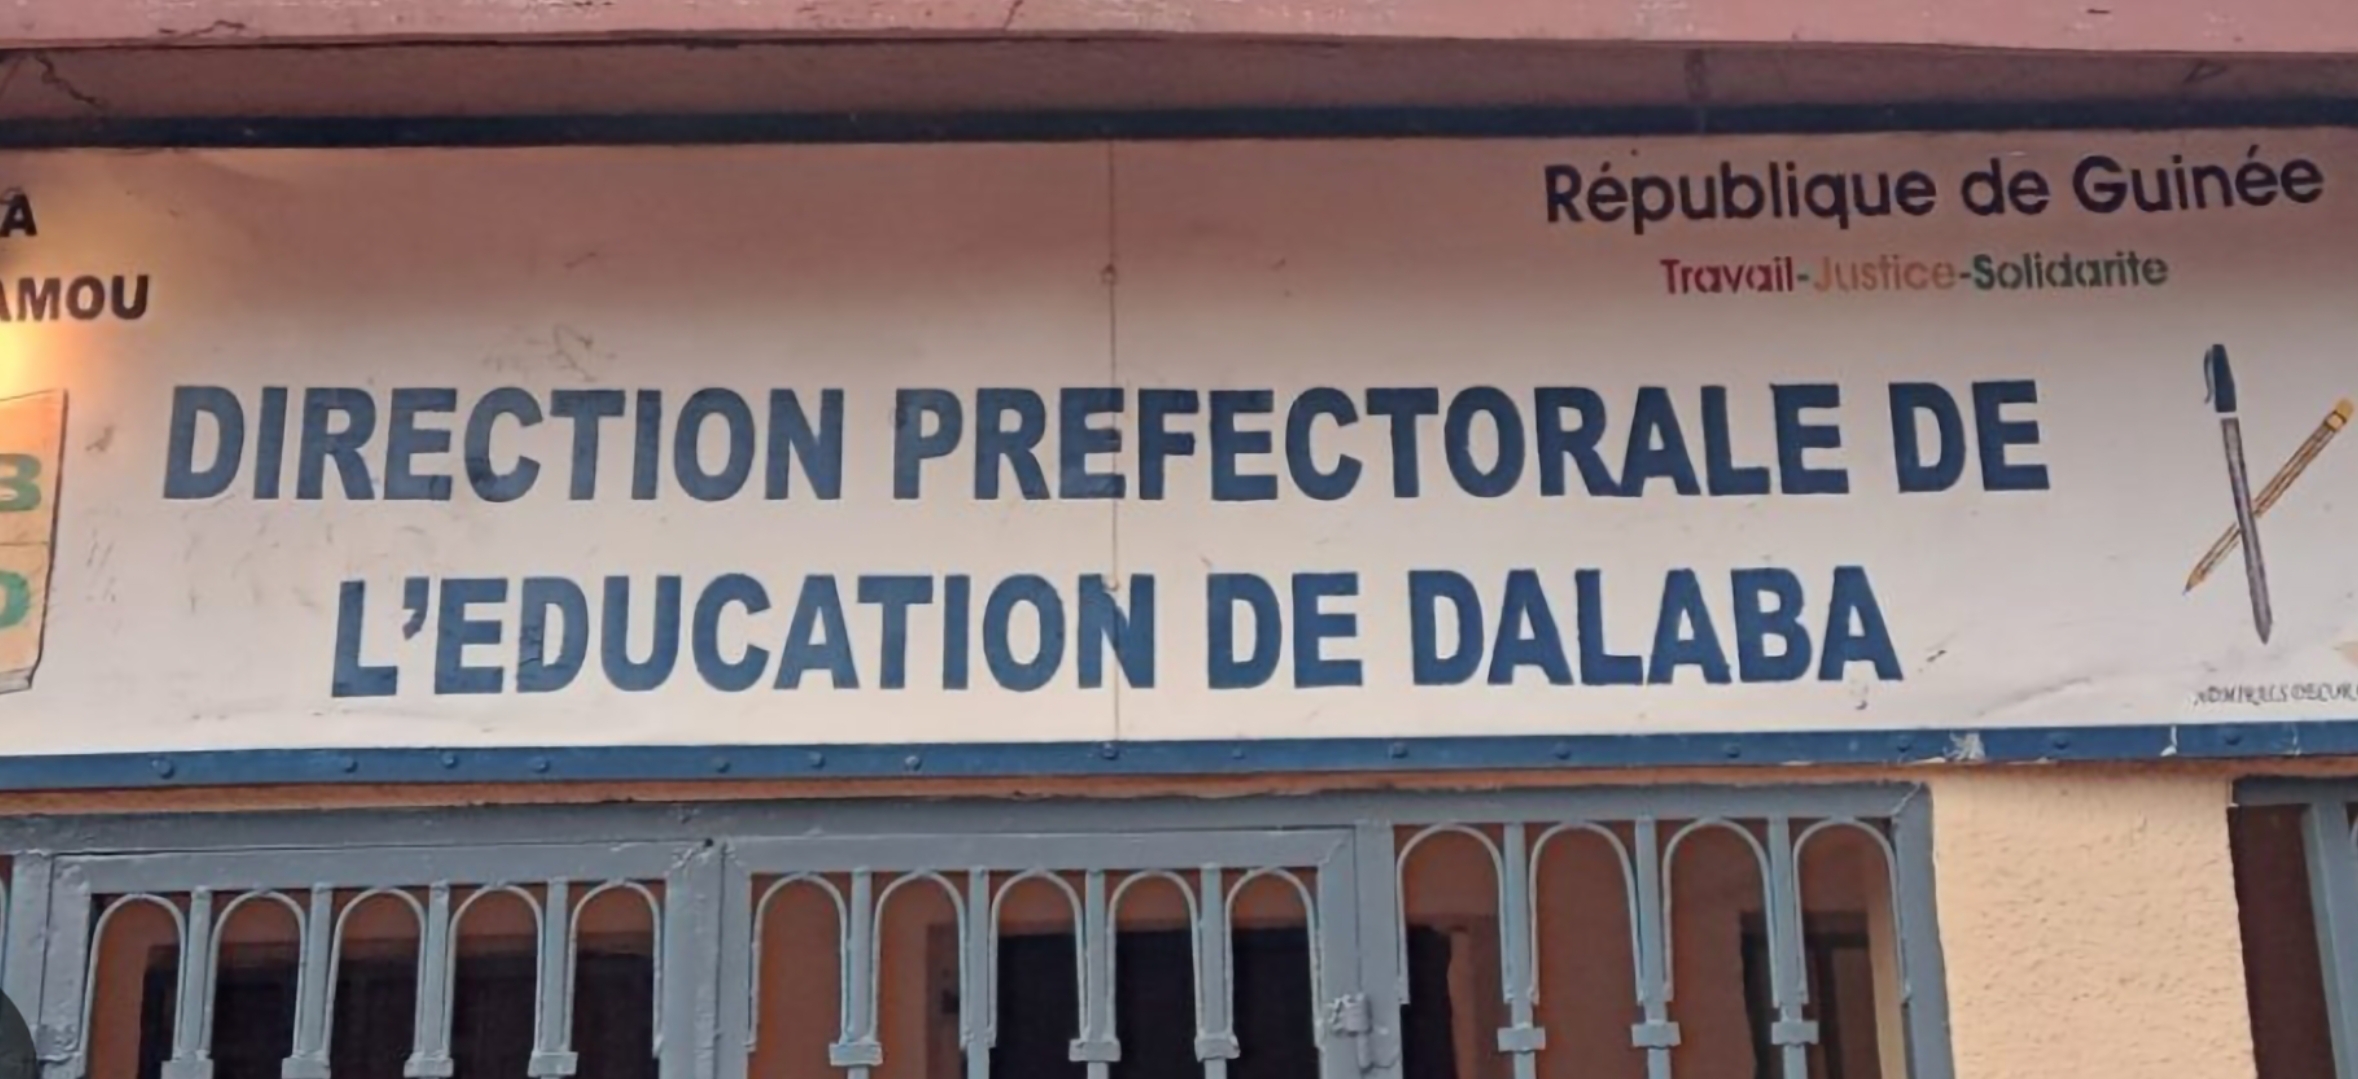 A
AMOU
République de Guinée
Travail-Justice-Solidarite
DIRECTION PREFECTORALE DE
L'EDUCATION DE DALABA
B
D